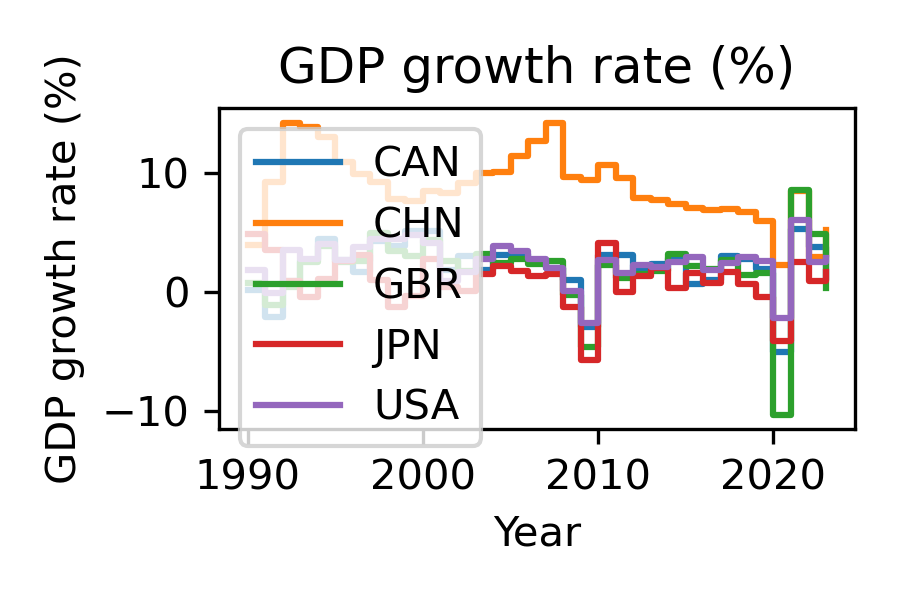 GDP growth rate (%)
GDP growth rate (%)
10
0
−10
CAN
CHN
GBR
JPN
USA
1990 2000 2010 2020
Year